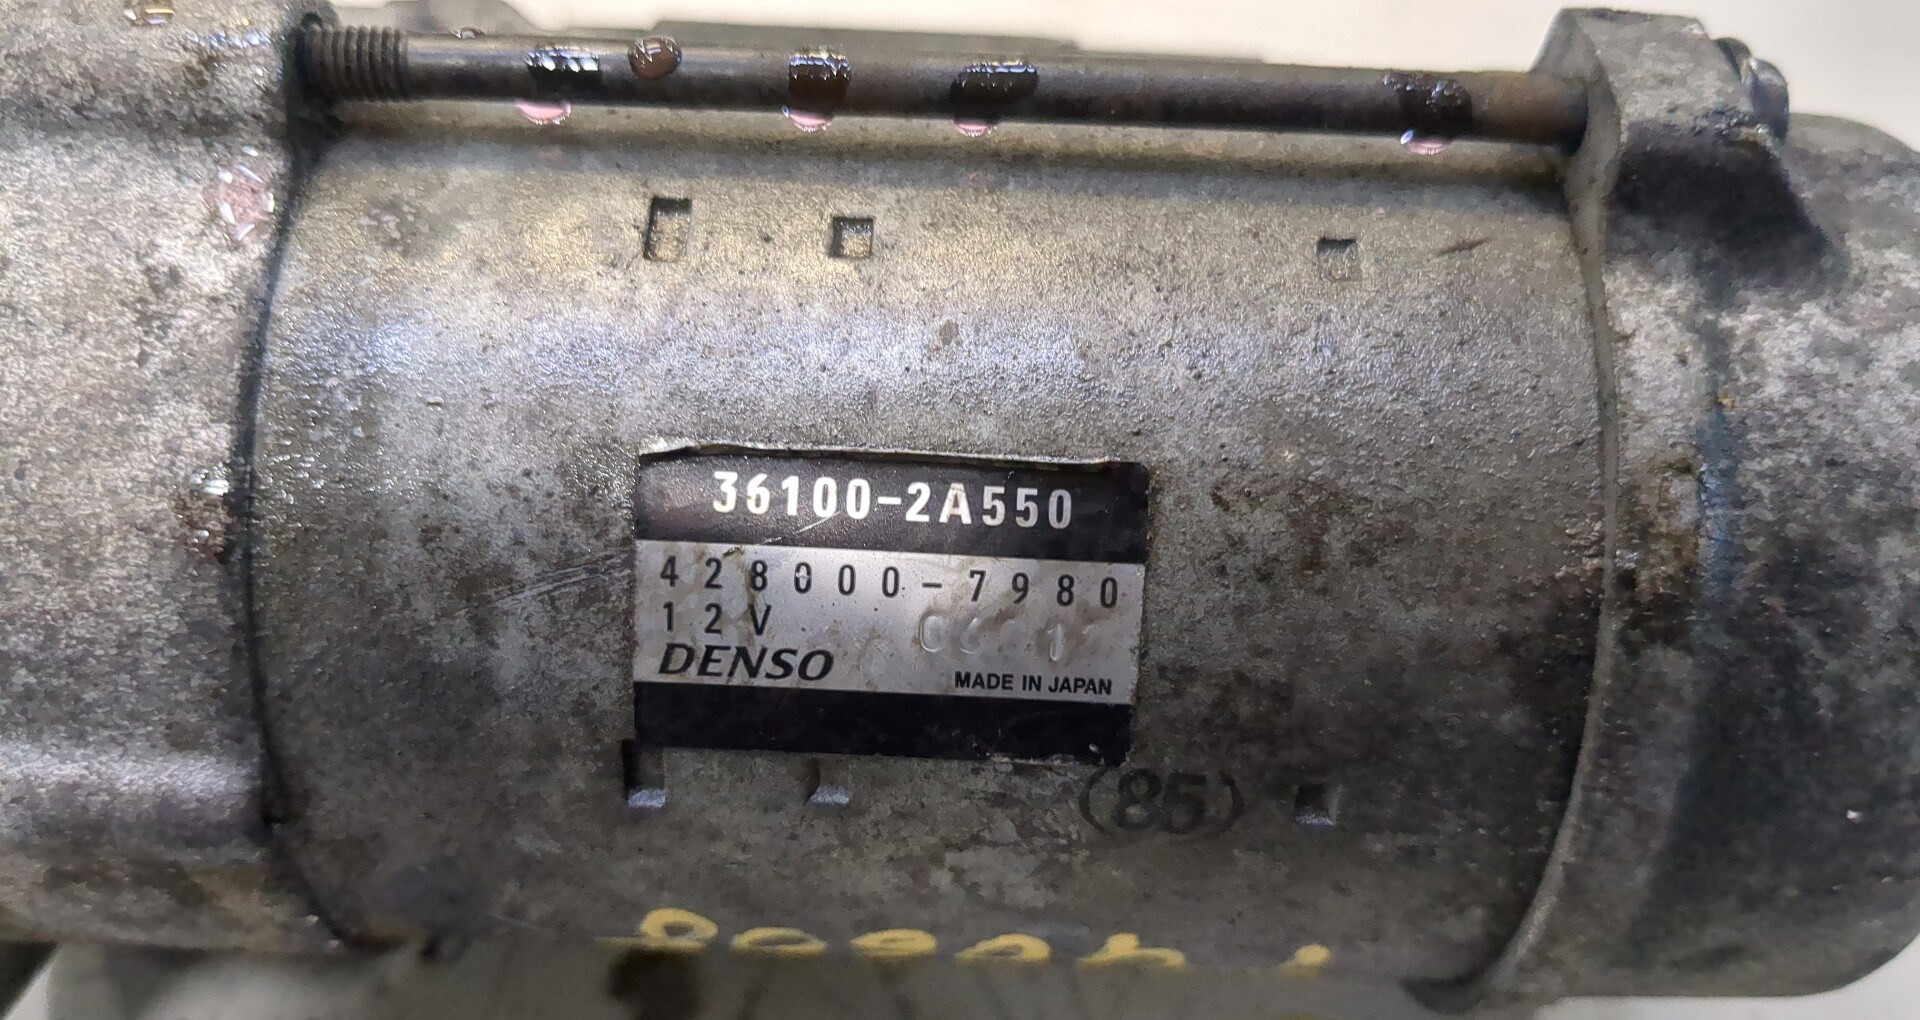 36100-2A550
428000-7980
12V
DENSO
MADE IN JAPAN
(85)